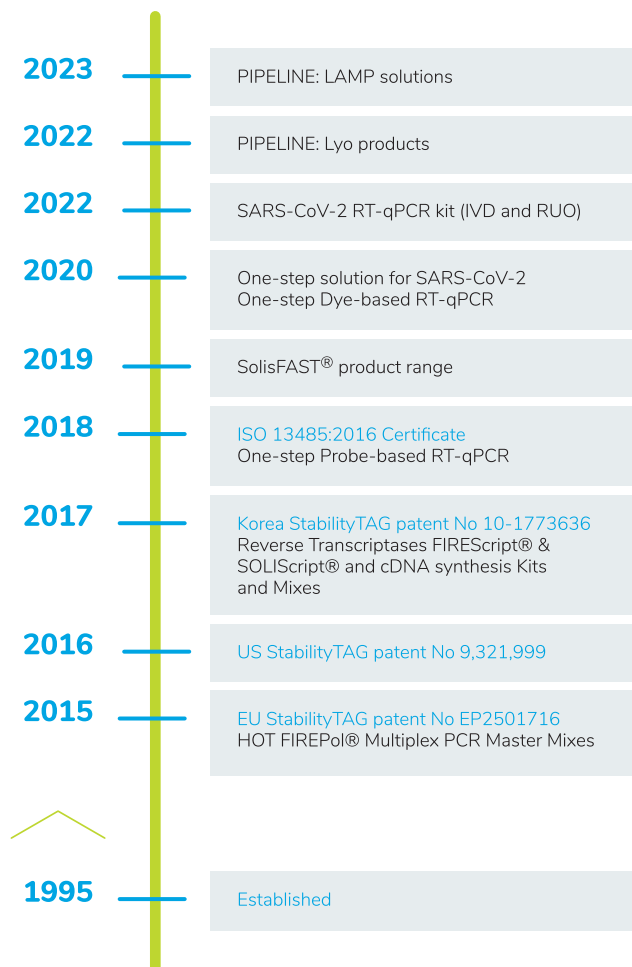 2023
PIPELINE: LAMP solutions
2022
PIPELINE: Lyo products
2022
SARS-CoV-2 RT-qPCR kit (IVD and RUO)
2020
One-step solution for SARS-CoV-2
One-step Dye-based RT-qPCR
2019
SolisFAST® product range
2018
ISO 13485:2016 Certificate
One-step Probe-based RT-qPCR
2017
Korea StabilityTAG patent No 10-1773636
Reverse Transcriptases FIREScript® &
SOLIScript® and cDNA synthesis Kits
and Mixes
2016
US StabilityTAG patent No 9,321,999
2015
EU StabilityTAG patent No EP2501716
HOT FIREPol® Multiplex PCR Master Mixes
1995
Established